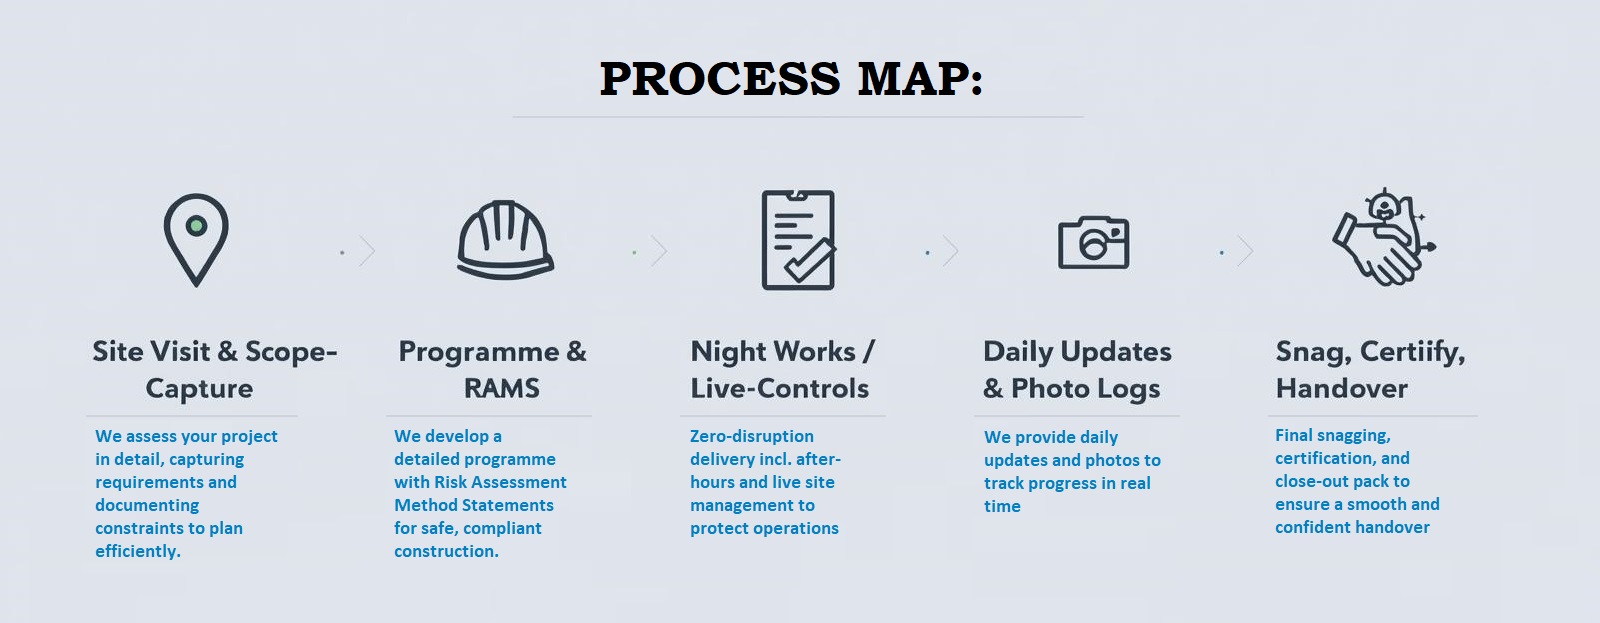 PROCESS MAP:
Site Visit & Scope-
Capture
We assess your project
in detail, capturing
requirements and
documenting
constraints to plan
efficiently.
Programme &
RAMS
We develop a
detailed programme
with Risk Assessment
Method Statements
for safe, compliant
construction.
Night Works /
Live-Controls
Zero-disruption
delivery incl. after-
hours and live site
management to
protect operations
Daily Updates
& Photo Logs
We provide daily
updates and photos to
track progress in real
time
Snag, Certiify,
Handover
Final snagging,
certification, and
close-out pack to
ensure a smooth and
confident handover